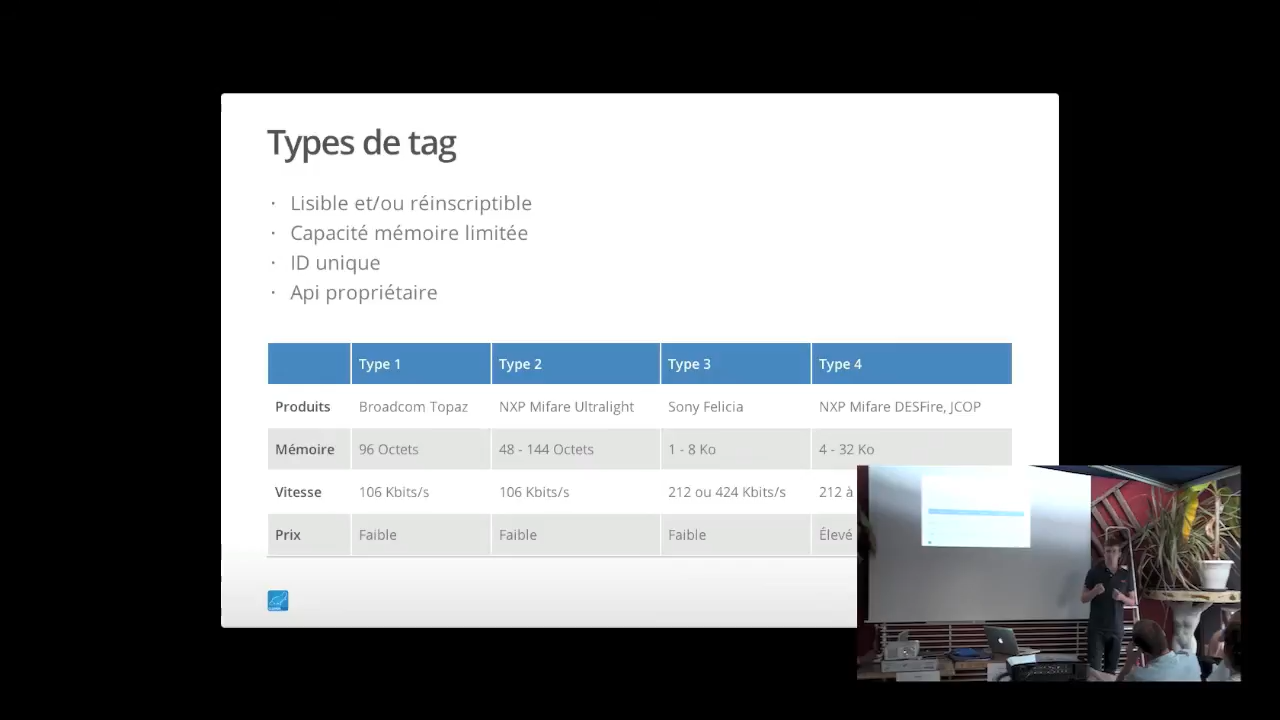 Types de tag
· Lisible et/ou réinscriptible
· Capacité mémoire limitée
· ID unique
· Api propriétaire
Type 1 Type 2 Type 3 Type 4
Produits Broadcom Topaz NXP Mifare Ultralight Sony Felicia NXP Mifare DESFire, JCOP
Mémoire 96 Octets 48 - 144 Octets 1 - 8 Ko 4 - 32 Ko
Vitesse 106 Kbits/s 106 Kbits/s 212 ou 424 Kbits/s 212 à
Prix Faible Faible Faible Élevé